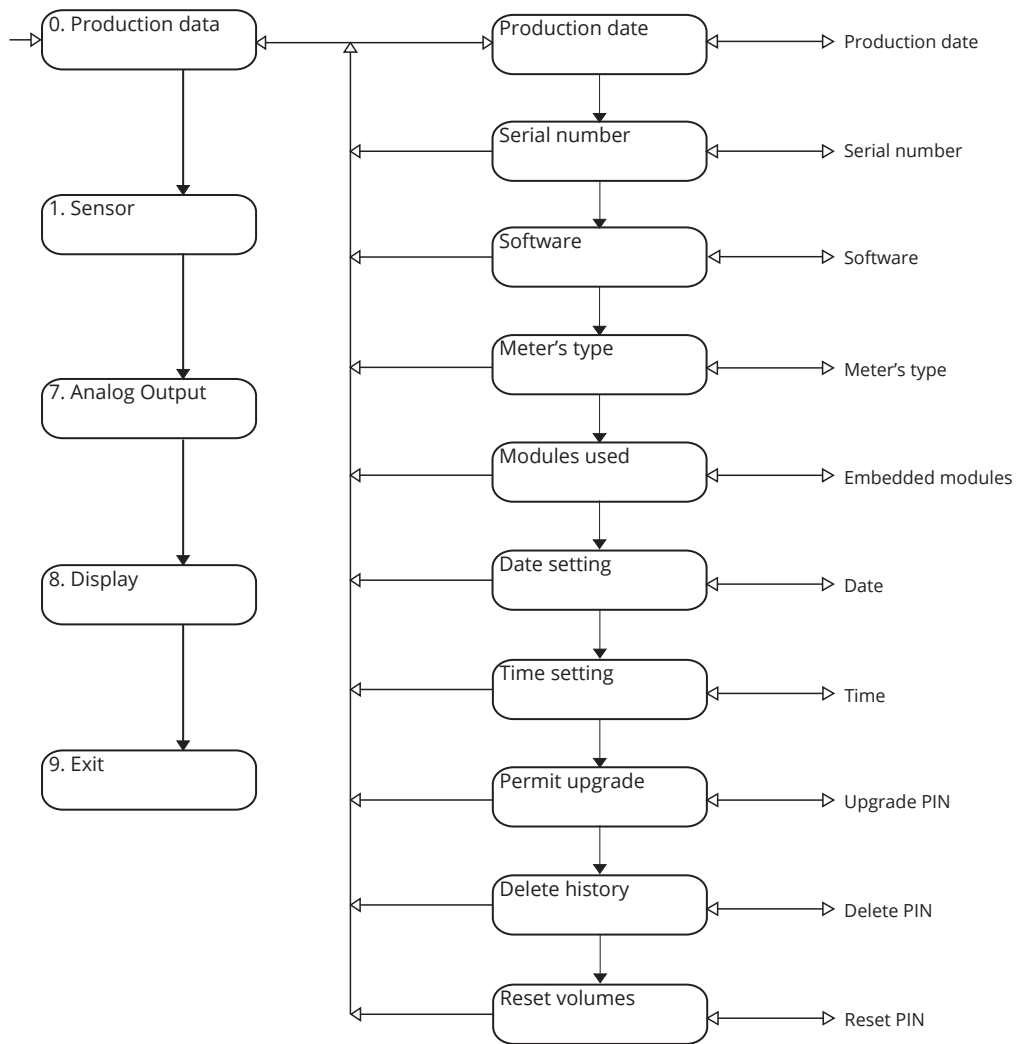 0. Production data
Production date
Production date
Serial number
Serial number
1. Sensor
Software
Software
Meter’s type
Meter’s type
7. Analog Output
Modules used
Embedded modules
8. Display
Date setting
Date
Time setting
Time
9. Exit
Permit upgrade
Upgrade PIN
Delete history
Delete PIN
Reset volumes
Reset PIN